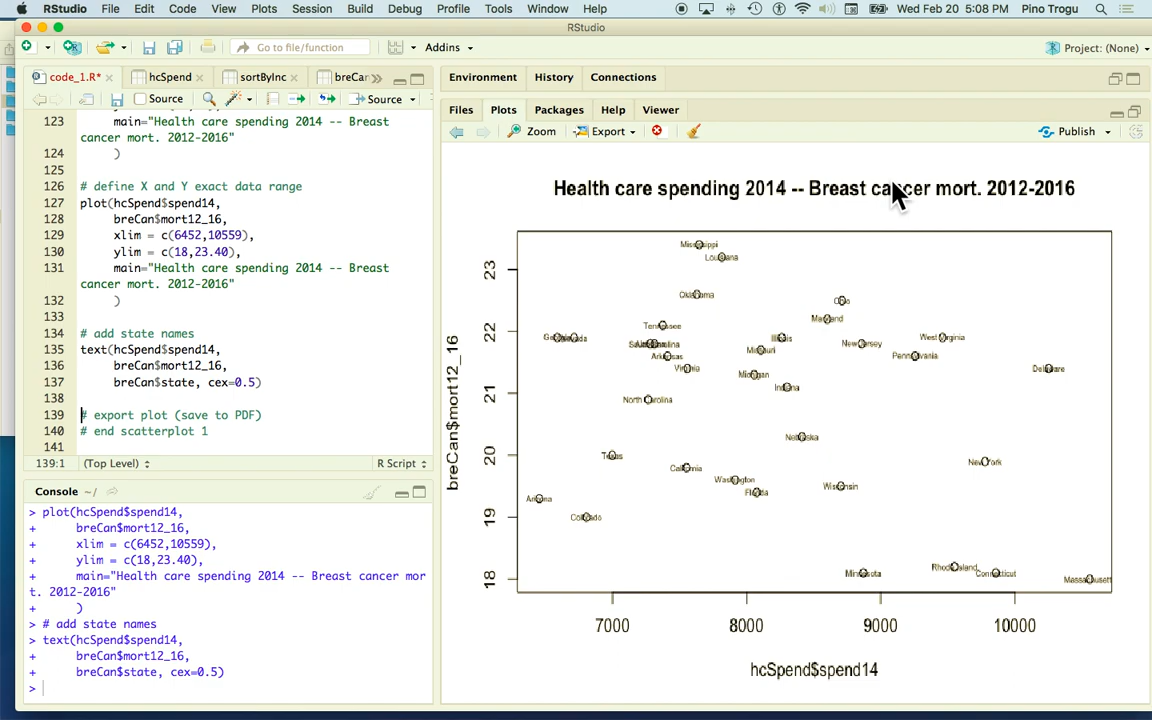 RStudio File Edit Code View Plots Session Build Debug Profile Tools Window Help Wed Feb 20 5:08 PM Pino Trogu
RStudio
Go to file/function Addins Project: (None)
code_1.R* hcSpend sortByInc breCar
Source Source
123 main="Health care spending 2014 -- Breast
cancer mort. 2012-2016"
124 )
125
126 # define X and Y exact data range
127 plot(hcSpend$spend14,
128 breCan$mort12_16,
129 xlim = c(6452,10559),
130 ylim = c(18,23.40),
131 main="Health care spending 2014 -- Breast
cancer mort. 2012-2016"
132 )
133
134 # add state names
135 text(hcSpend$spend14,
136 breCan$mort12_16,
137 breCan$state, cex=0.5)
138
139 # export plot (save to PDF)
140 # end scatterplot 1
141
139:1 (Top Level) R Script
Console ~/
> plot(hcSpend$spend14,
+ breCan$mort12_16,
+ xlim = c(6452,10559),
+ ylim = c(18,23.40),
+ main="Health care spending 2014 -- Breast cancer mor
t. 2012-2016"
+ )
> # add state names
> text(hcSpend$spend14,
+ breCan$mort12_16,
+ breCan$state, cex=0.5)
>
Environment History Connections
Files Plots Packages Help Viewer
Zoom Export Publish
Health care spending 2014 -- Breast cancer mort. 2012-2016
breCan$mort12_16
23
22
21
20
19
18
Mississippi
Louisiana
Oklahoma
Ohio
Maryland
Tennessee
Nevada
Illinois
New Jersey
West Virginia
Arkansas
Missouri
Pennsylvania
Virginia
Michigan
Delaware
Indiana
North Carolina
Nebraska
Texas
California
New York
Washington
Florida
Wisconsin
Arizona
Colorado
Minnesota
Rhode Island
Connecticut
Massachusett
7000 8000 9000 10000
hcSpend$spend14